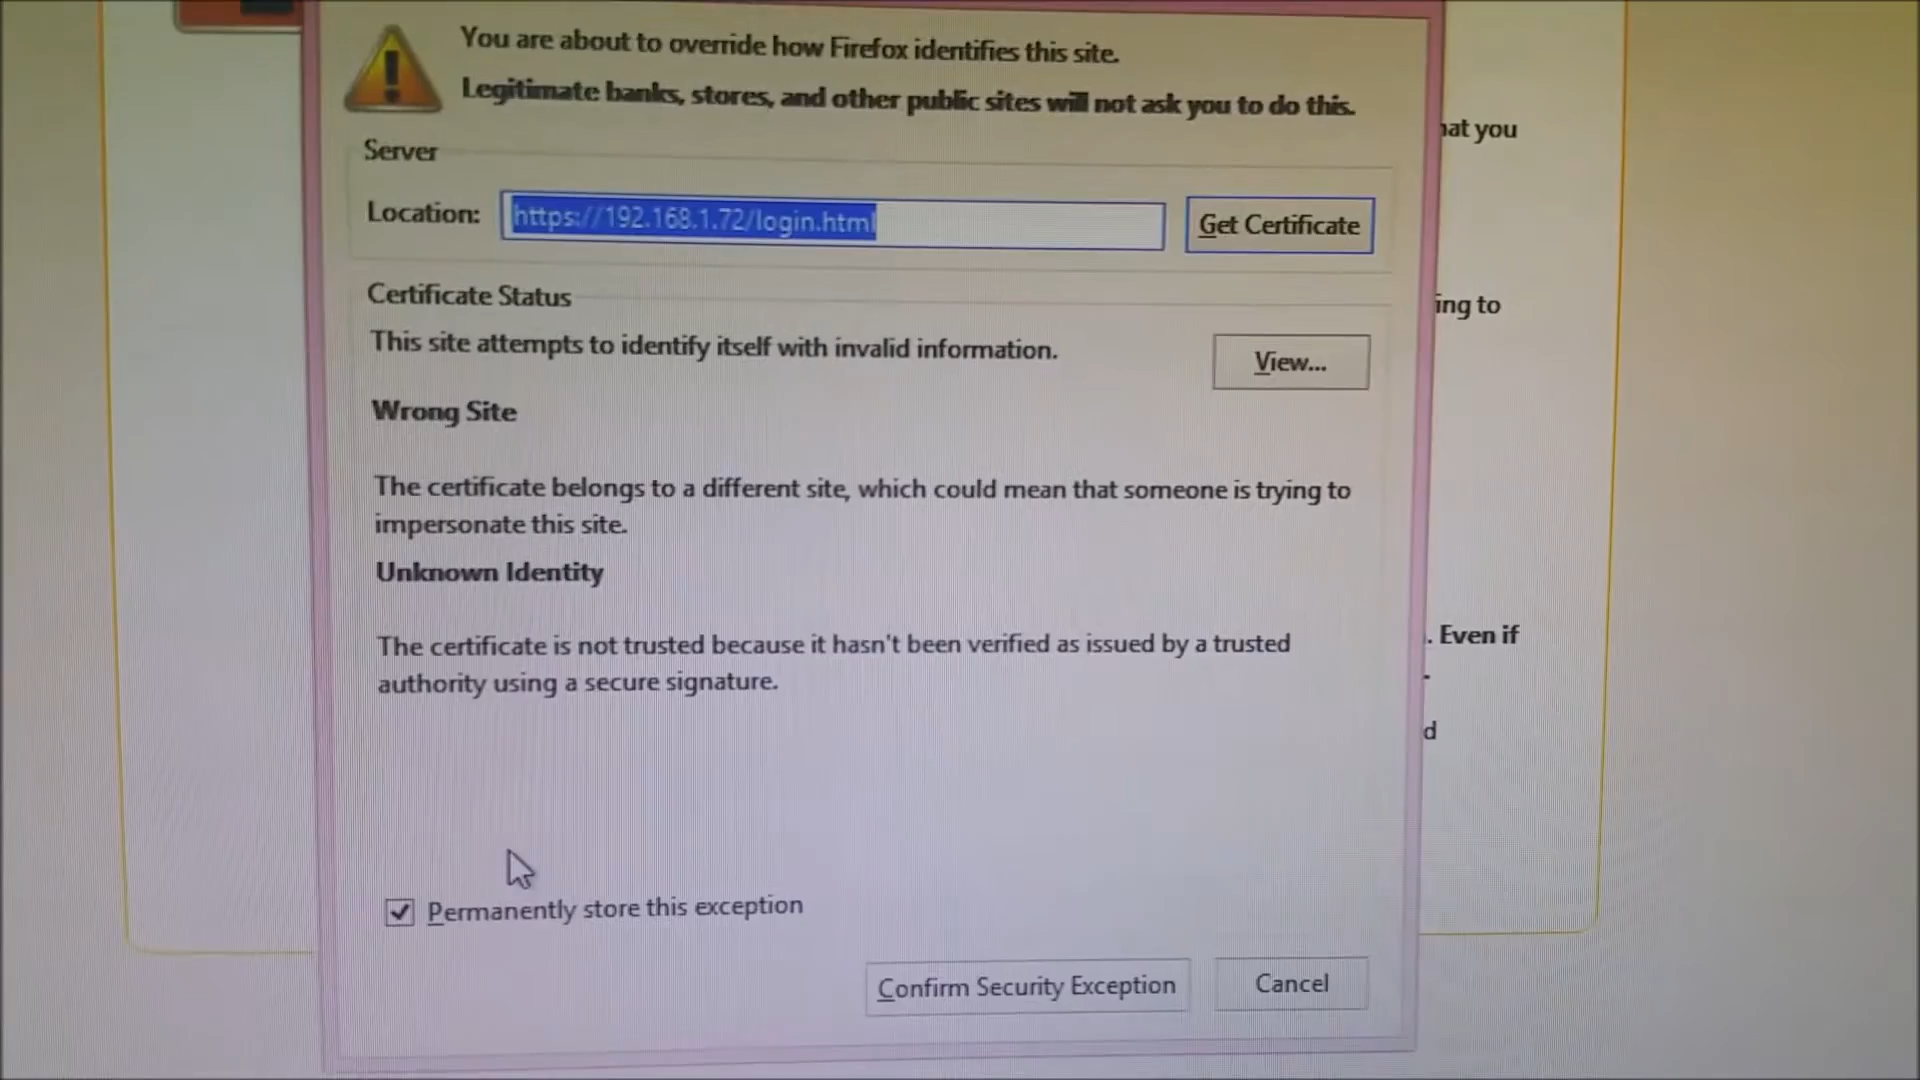 You are about to override how Firefox identifies this site.
Legitimate banks, stores, and other public sites will not ask you to do this.
hat you
Server
Location:
https://192.168.1.72/login.html
Get Certificate
Certificate Status
ing to
This site attempts to identify itself with invalid information.
View...
Wrong Site
The certificate belongs to a different site, which could mean that someone is trying to
impersonate this site.
Unknown Identity
. Even if
The certificate is not trusted because it hasn't been verified as issued by a trusted
authority using a secure signature.
d
Permanently store this exception
Confirm Security Exception
Cancel